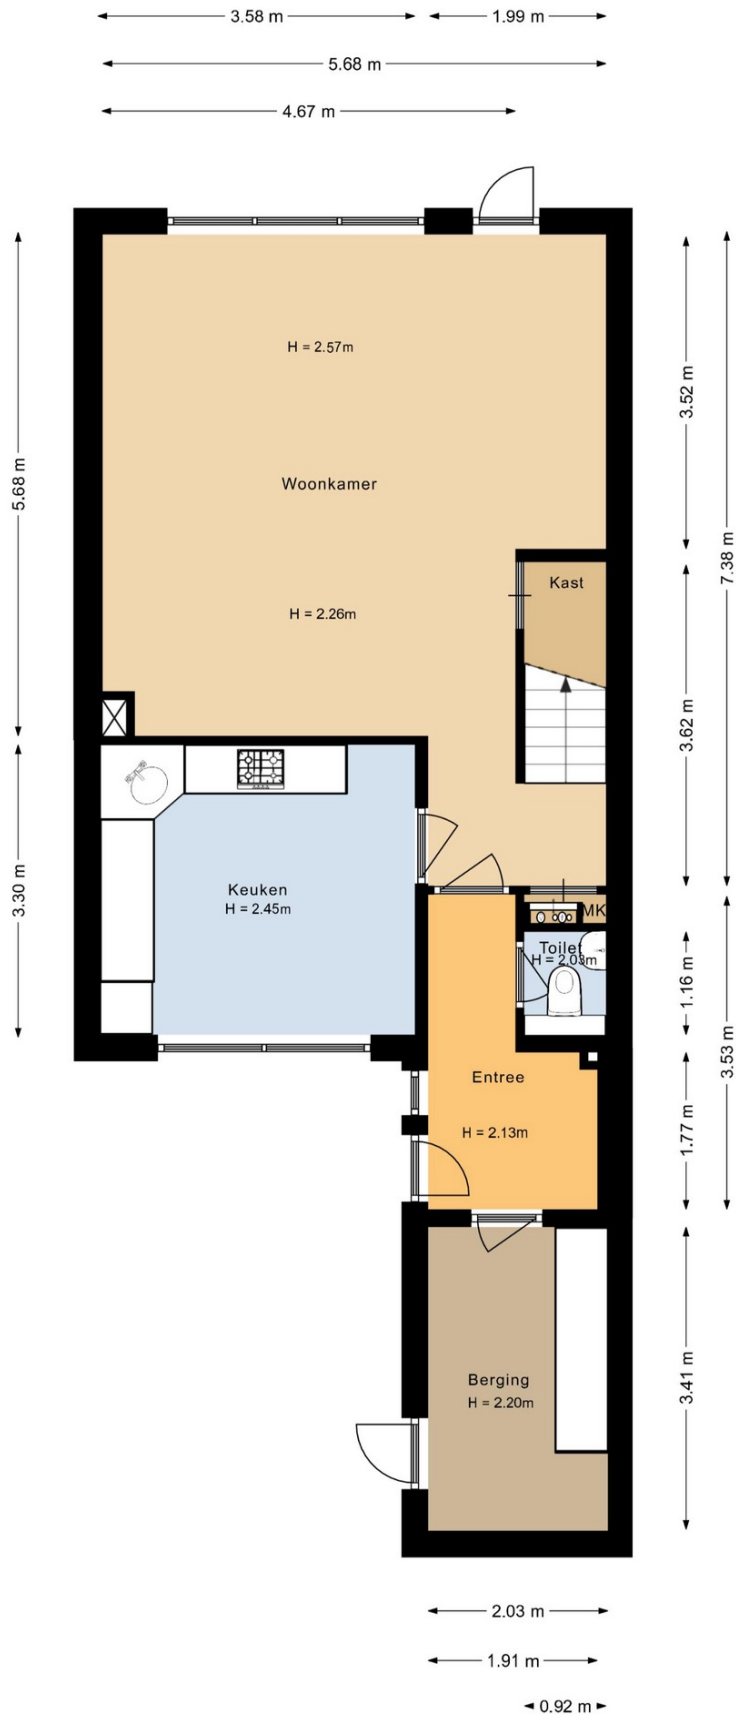 3.58 m
1.99 m
5.68 m
4.67 m
H = 2.57m
3.52 m
5.68 m
Woonkamer
7.38 m
Kast
H = 2.26m
3.62 m
Keuken
H = 2.45m
3.30 m
MK
Toilet
H = 2.03m
1.16 m
3.53 m
Entree
1.77 m
H = 2.13m
Berging
H = 2.20m
3.41 m
2.03 m
1.91 m
0.92 m